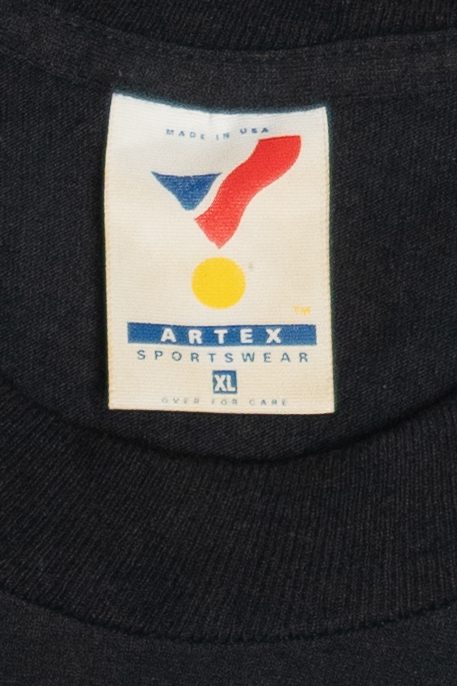 MADE IN USA
TM
ARTEX
SPORTSWEAR
XL
OVER FOR CARE